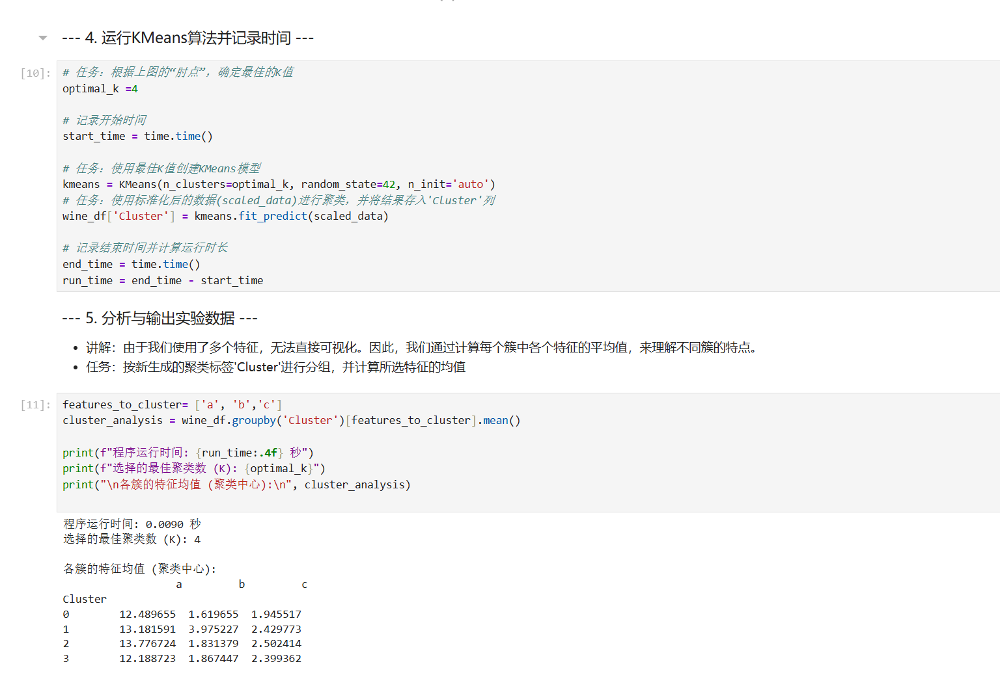 --- 4. 运行KMeans算法并记录时间 ---
[10]:
# 任务：根据上图的“肘点”，确定最佳的K值
optimal_k =4
# 记录开始时间
start_time = time.time()
# 任务：使用最佳K值创建KMeans模型
kmeans = KMeans(n_clusters=optimal_k, random_state=42, n_init='auto')
# 任务：使用标准化后的数据(scaled_data)进行聚类，并将结果存入'Cluster'列
wine_df['Cluster'] = kmeans.fit_predict(scaled_data)
# 记录结束时间并计算运行时长
end_time = time.time()
run_time = end_time - start_time
--- 5. 分析与输出实验数据 ---
• 讲解：由于我们使用了多个特征，无法直接可视化。因此，我们通过计算每个簇中各个特征的平均值，来理解不同簇的特点。
• 任务：按新生成的聚类标签'Cluster'进行分组，并计算所选特征的均值
[11]:
features_to_cluster= ['a', 'b','c']
cluster_analysis = wine_df.groupby('Cluster')[features_to_cluster].mean()
print(f"程序运行时间: {run_time:.4f} 秒")
print(f"选择的最佳聚类数 (K): {optimal_k}")
print("\n各簇的特征均值 (聚类中心):\n", cluster_analysis)
程序运行时间: 0.0090 秒
选择的最佳聚类数 (K): 4
各簇的特征均值 (聚类中心):
a b c
Cluster
0 12.489655 1.619655 1.945517
1 13.181591 3.975227 2.429773
2 13.776724 1.831379 2.502414
3 12.188723 1.867447 2.399362